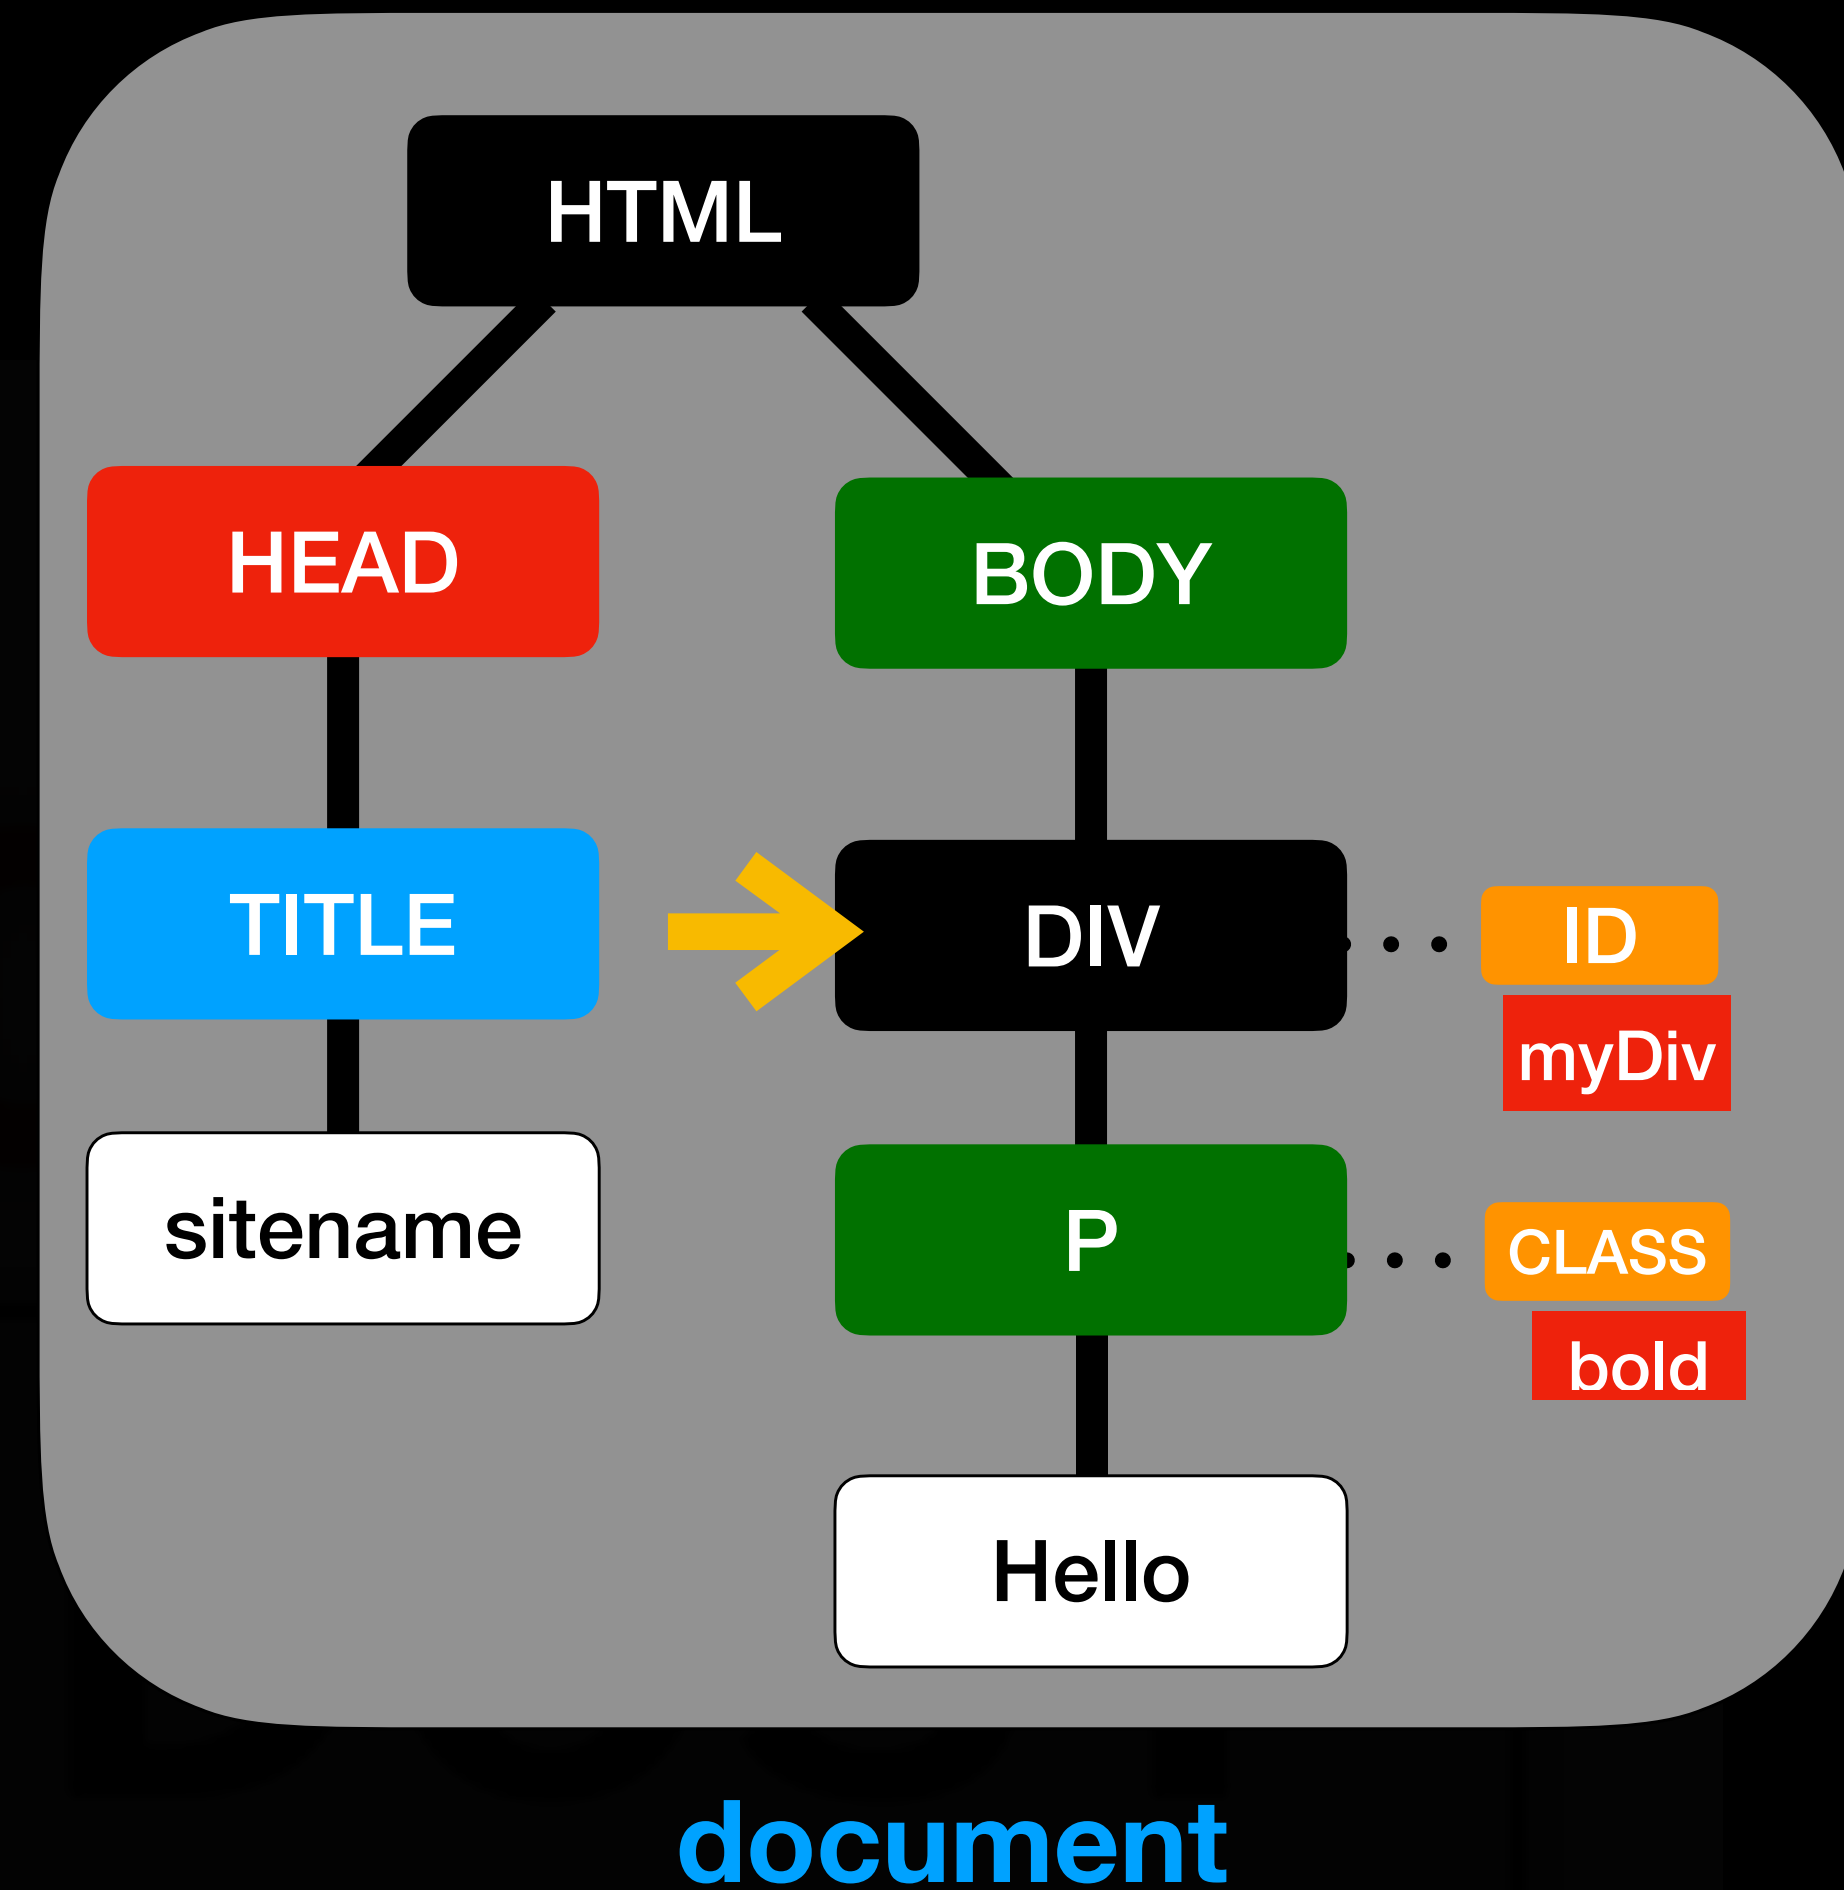 HTML
HEAD
BODY
TITLE
DIV
ID
myDiv
sitename
P
CLASS
bold
Hello
document